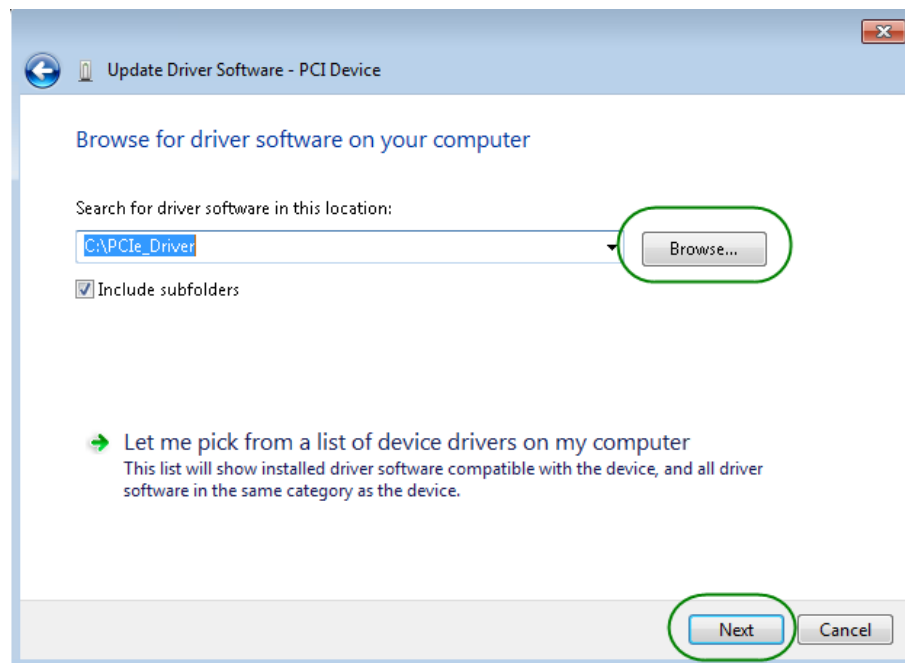 Update Driver Software - PCI Device
Browse for driver software on your computer
Search for driver software in this location:
C:\PCIe_Driver
Browse...
Include subfolders
Let me pick from a list of device drivers on my computer
This list will show installed driver software compatible with the device, and all driver
software in the same category as the device.
Next
Cancel